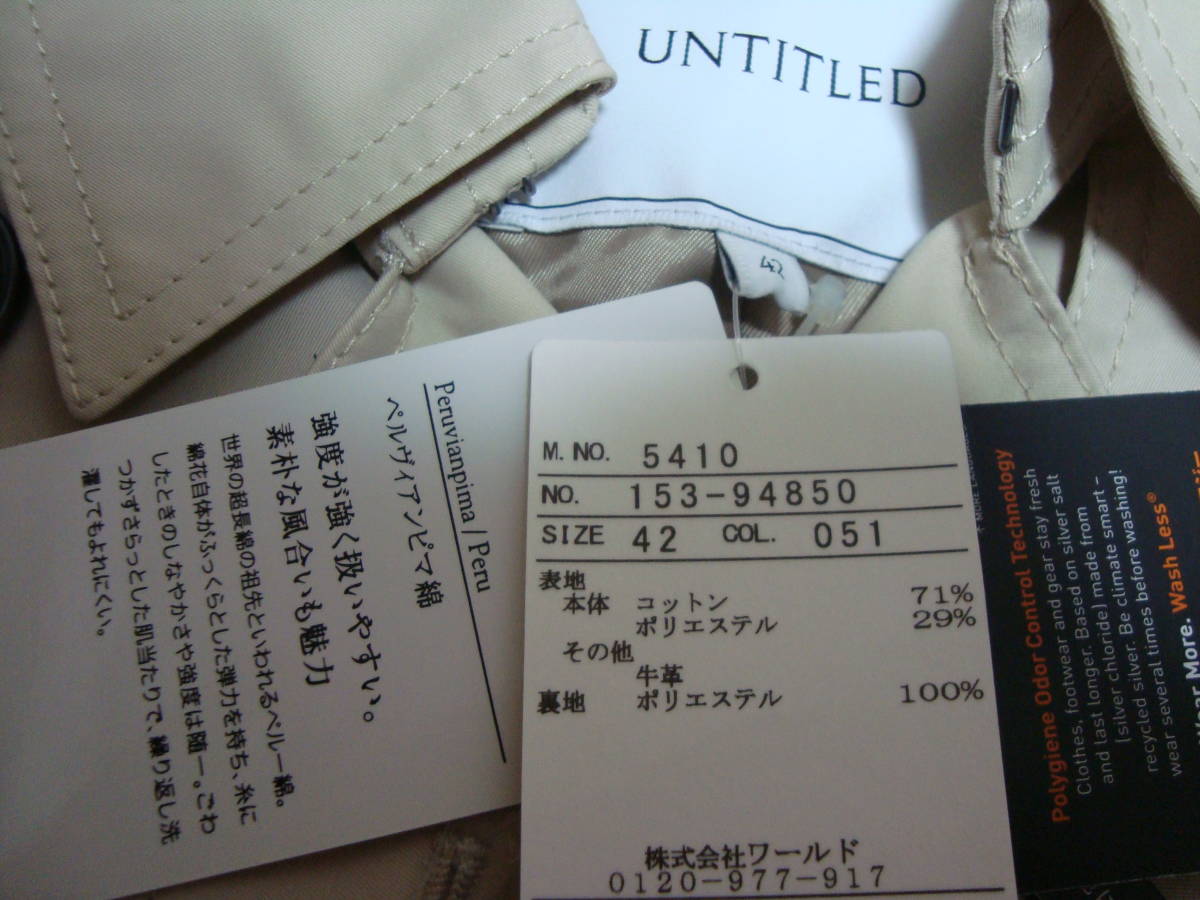 UNTITLED
42
Peruvianpima / Peru
ペルヴィアンピマ綿
強度が強く扱いやすい。
素朴な風合いも魅力
世界の超長綿の祖先といわれるペルー綿。
綿花自体がふっくらとした弾力を持ち、糸に
したときのしなやかさや強度は随一。ごわ
つかずさらっとした肌当たりで、繰り返し洗
濯してもよれにくい。
M. NO. 5410
NO. 153-94850
SIZE 42 COL. 051
表地
本体 コットン 71%
ポリエステル 29%
その他
牛革
裏地 ポリエステル 100%
株式会社ワールド
0120-977-917
Polygiene Odor Control Technology
Clothes, footwear and gear stay fresh
and last longer. Based on silver salt
(silver chloride) made from
recycled silver. Be climate smart –
wear several times before washing!
Wear More. Wash Less®